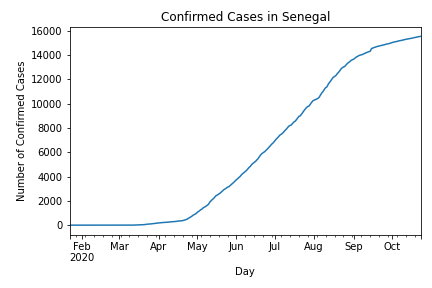 Confirmed Cases in Senegal
16000
14000
12000
10000
8000
6000
4000
2000
0
Number of Confirmed Cases
Feb Mar Apr May Jun Jul Aug Sep Oct
2020
Day